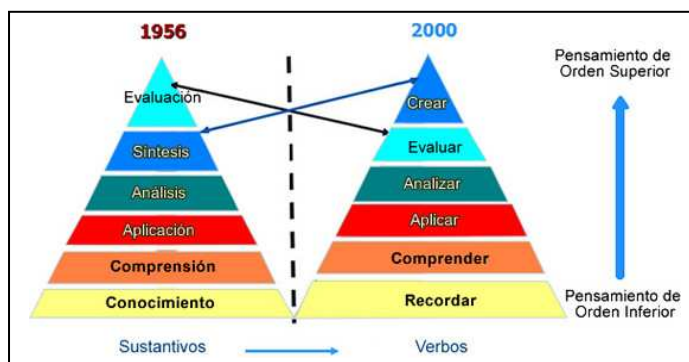 1956
2000
Pensamiento de
Orden Superior
Evaluación
Crear
Síntesis
Evaluar
Análisis
Analizar
Aplicación
Aplicar
Comprensión
Comprender
Conocimiento
Recordar
Pensamiento de
Orden Inferior
Sustantivos
Verbos